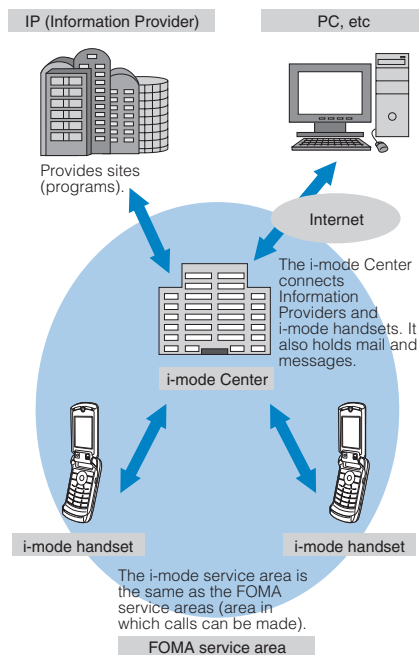 IP (Information Provider)
PC, etc
Provides sites
(programs).
Internet
The i-mode Center
connects
Information
Providers and
i-mode handsets. It
also holds mail and
messages.
i-mode Center
i-mode handset
i-mode handset
The i-mode service area is
the same as the FOMA
service areas (area in
which calls can be made).
FOMA service area